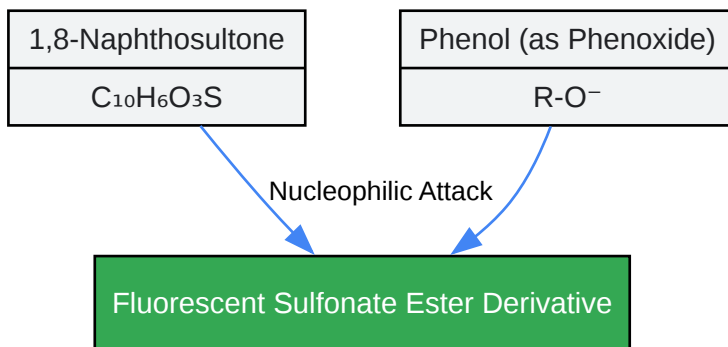 1,8-Naphthosultone
C₁₀H₆O₃S
Phenol (as Phenoxide)
R-O⁻
Nucleophilic Attack
Fluorescent Sulfonate Ester Derivative